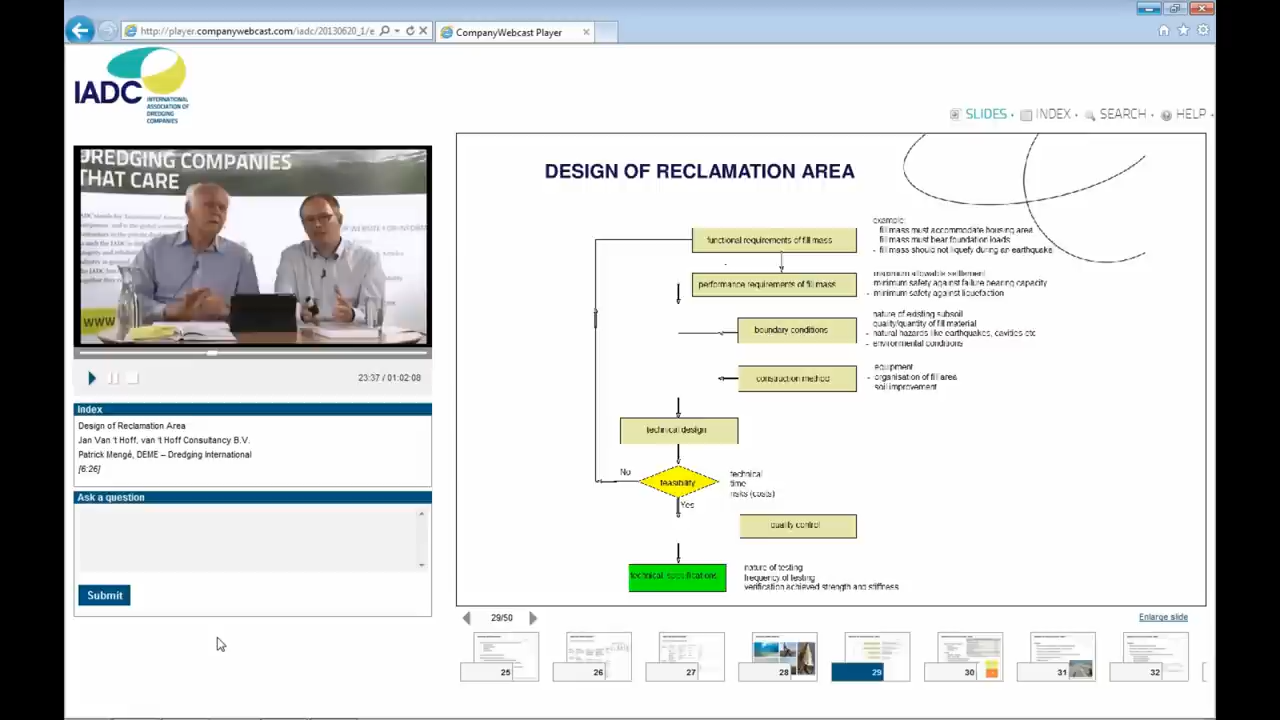 http://player.companywebcast.com/iadc/20130620_1/e
CompanyWebcast Player
IADC
INTERNATIONAL
ASSOCIATION OF
DREDGING
COMPANIES
SLIDES
INDEX
SEARCH
HELP
DREDGING COMPANIES
THAT CARE
WWW
23:37 / 01:02:08
Index
Design of Reclamation Area
Jan Van 't Hoff, van 't Hoff Consultancy B.V.
Patrick Mengé, DEME – Dredging International
[6:26]
Ask a question
Submit
DESIGN OF RECLAMATION AREA
functional requirements of fill mass
example:
fill mass must accommodate housing area
fill mass must bear foundation loads
- fill mass should not liquefy during an earthquake
performance requirements of fill mass
maximum allowable settlement
minimum safety against failure bearing capacity
- minimum safety against liquefaction
boundary conditions
nature of existing subsoil
quality/quantity of fill material
- natural hazards like earthquakes, cavities etc
- environmental conditions
construction method
equipment
- organisation of fill area
soil improvement
technical design
No
feasibility
technical
time
risks (costs)
Yes
quality control
technical specifications
nature of testing
frequency of testing
verification achieved strength and stiffness
29/50
Enlarge slide
25
26
27
28
29
30
31
32